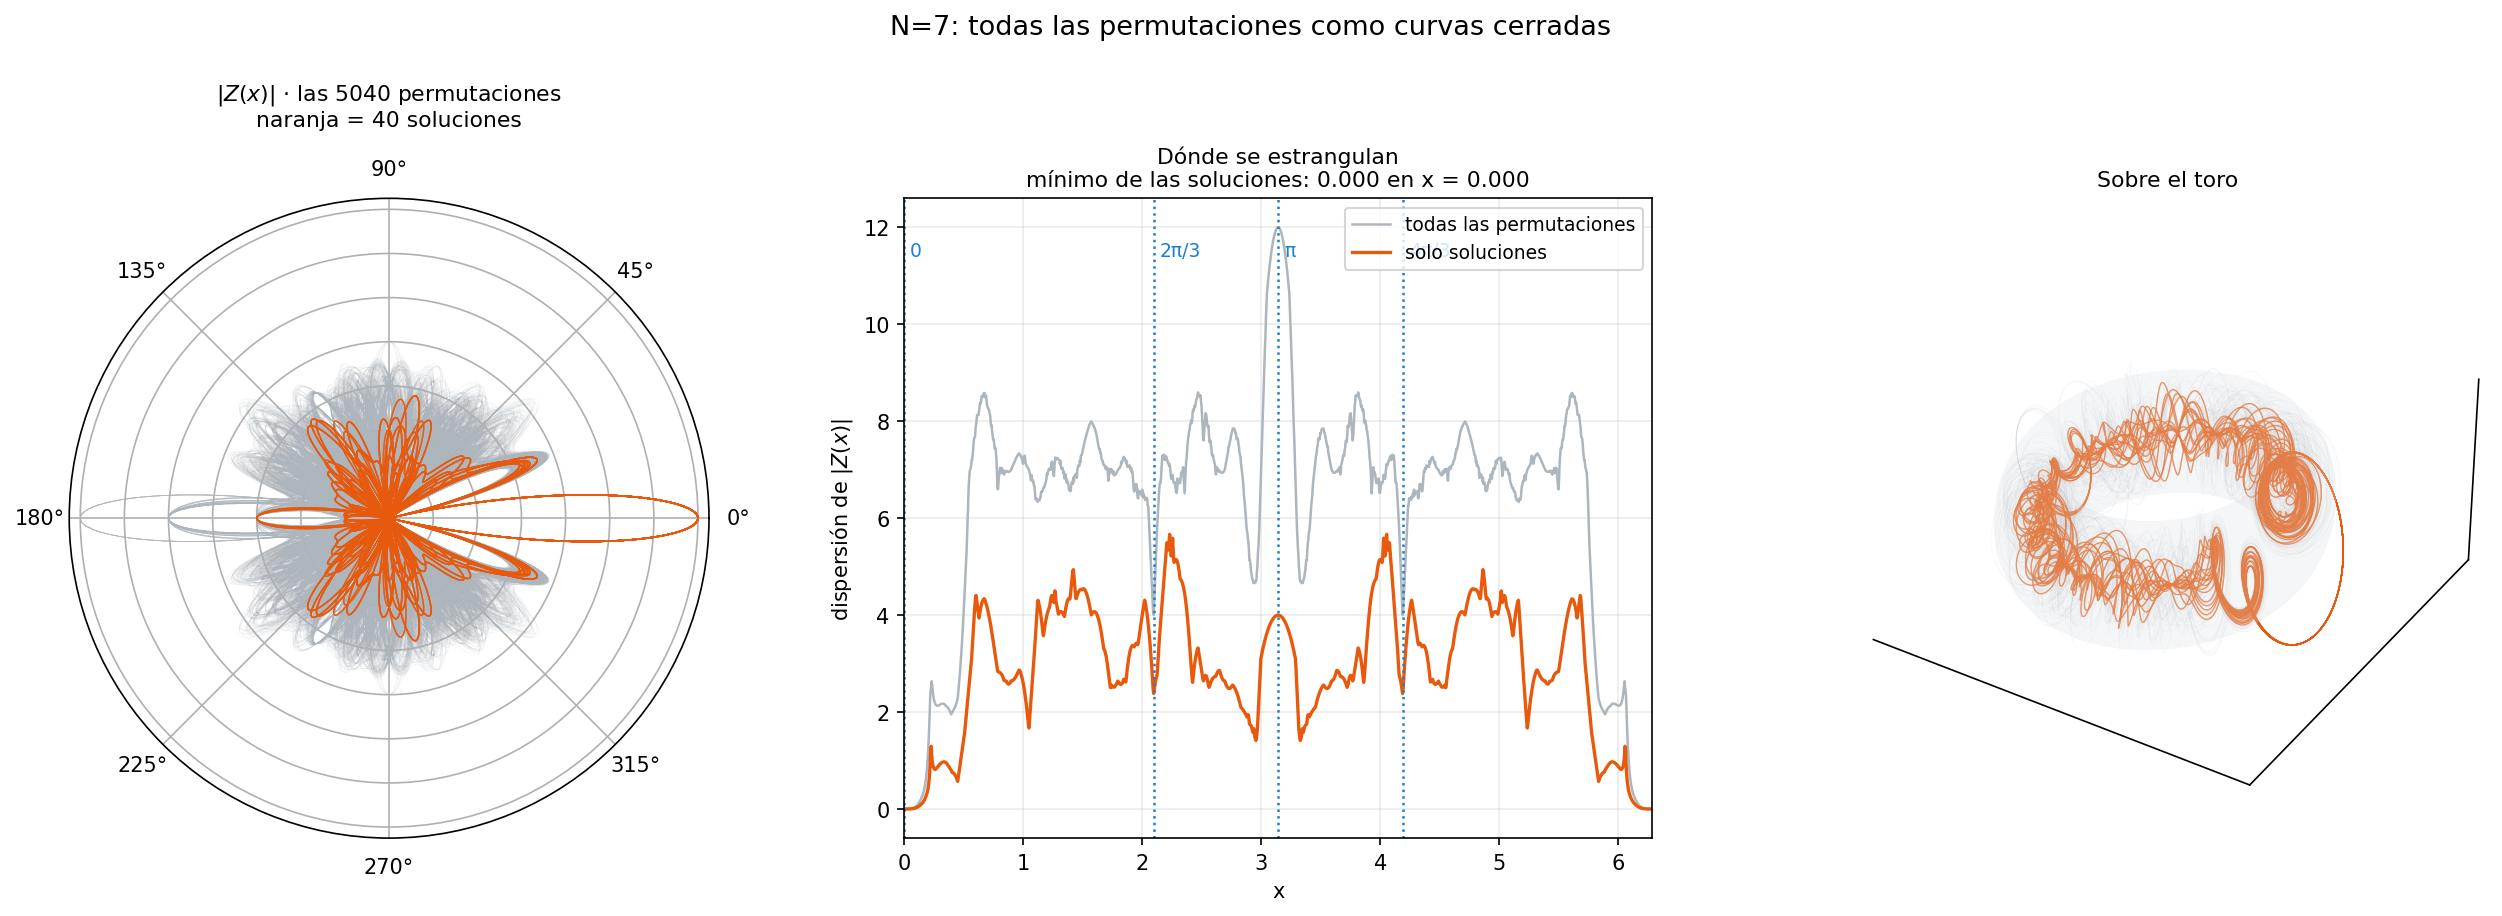 N=7: todas las permutaciones como curvas cerradas
|Z(x)| · las 5040 permutaciones
naranja = 40 soluciones
90°
135°
45°
180°
0°
225°
315°
270°
Dónde se estrangulan
mínimo de las soluciones: 0.000 en x = 0.000
todas las permutaciones
solo soluciones
0
2π/3
π
12
10
8
6
4
2
0
dispersión de |Z(x)|
0
1
2
3
4
5
6
x
Sobre el toro